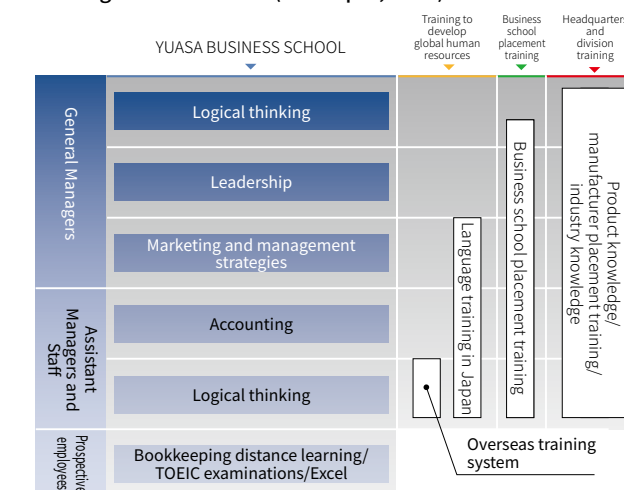 YUASA BUSINESS SCHOOL
Training to
develop
global human
resources
Business
school
placement
training
Headquarters
and
division
training
General Managers
Logical thinking
Leadership
Marketing and management
strategies
Assistant
Managers and
Staff
Accounting
Logical thinking
Prospective
employees
Bookkeeping distance learning/
TOEIC examinations/Excel
Language training in Japan
Business school placement training
Product knowledge/
manufacturer placement training/
industry knowledge
Overseas training
system